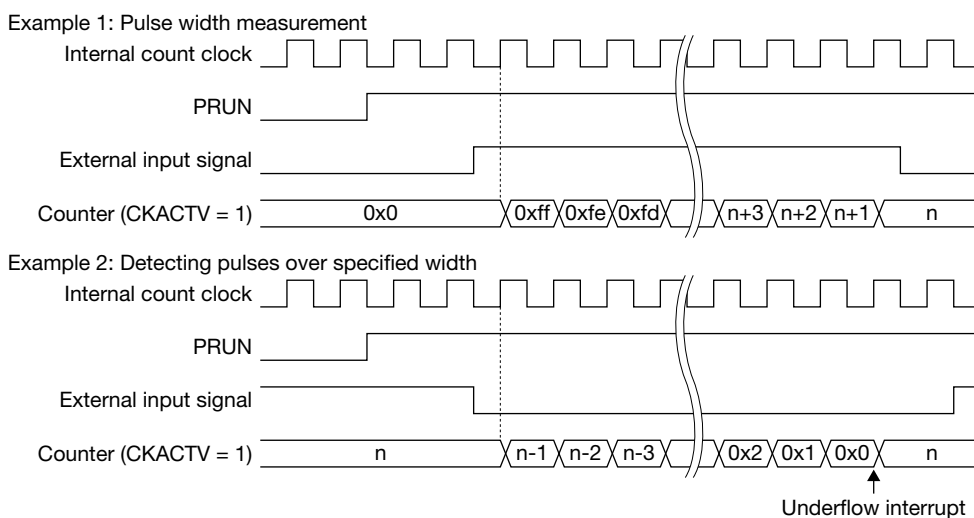 Example 1: Pulse width measurement
Internal count clock
PRUN
External input signal
Counter (CKACTV = 1) 0x0 0xff 0xfe 0xfd n+3 n+2 n+1 n
Example 2: Detecting pulses over specified width
Internal count clock
PRUN
External input signal
Counter (CKACTV = 1) n n-1 n-2 n-3 0x2 0x1 0x0 n
Underflow interrupt